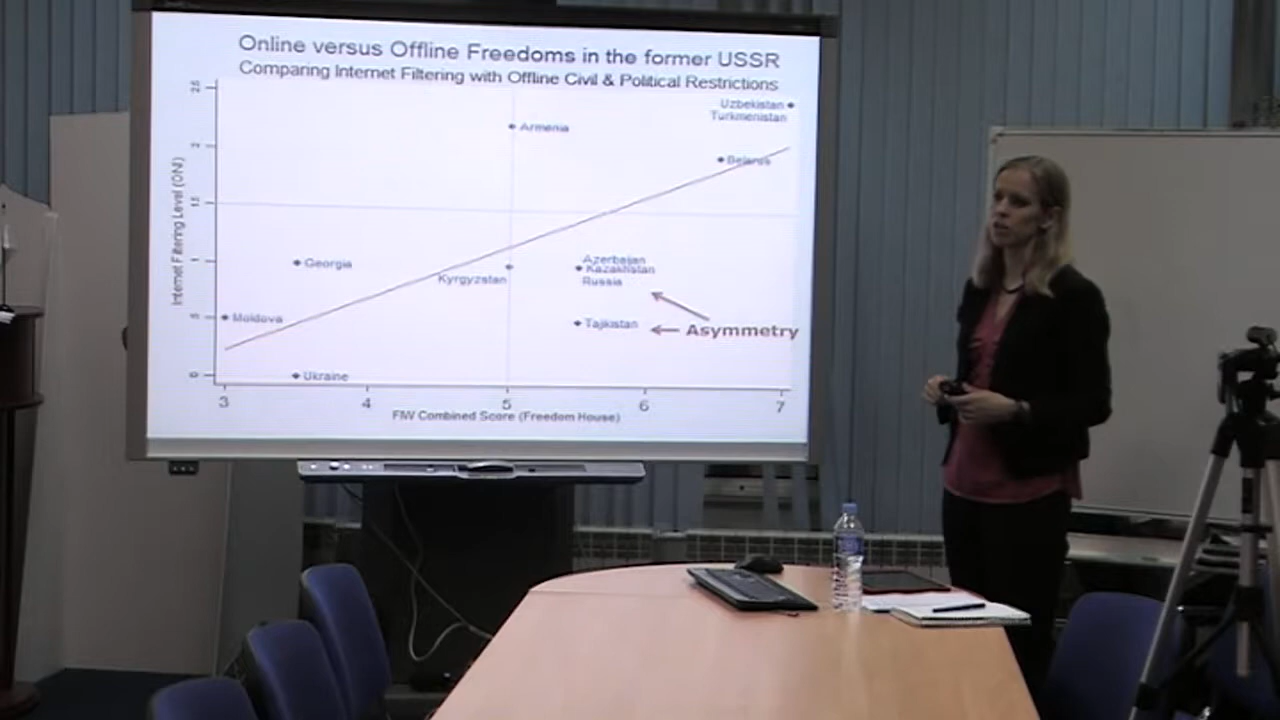 Online versus Offline Freedoms in the former USSR
Comparing Internet Filtering with Offline Civil & Political Restrictions
2.5
Uzbekistan
Turkmenistan
Armenia
2
Belarus
Internet Filtering Level (ONI)
1.5
Georgia
1
Kyrgyzstan
Azerbaijan
Kazakhstan
Russia
Moldova
.5
Tajikistan
Asymmetry
Ukraine
0
3 4 5 6 7
FIW Combined Score (Freedom House)